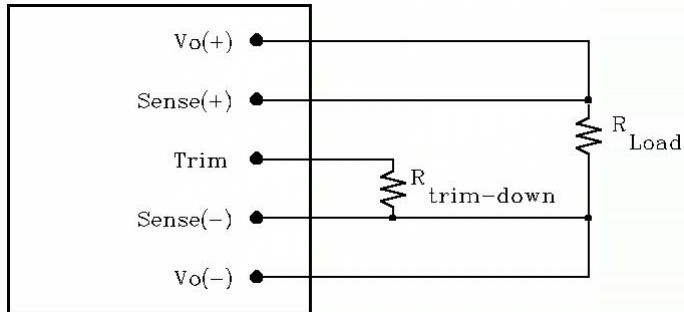 Vo(+)
Sense(+)
Trim
Sense(-)
Vo(-)
R
trim-down
R
Load